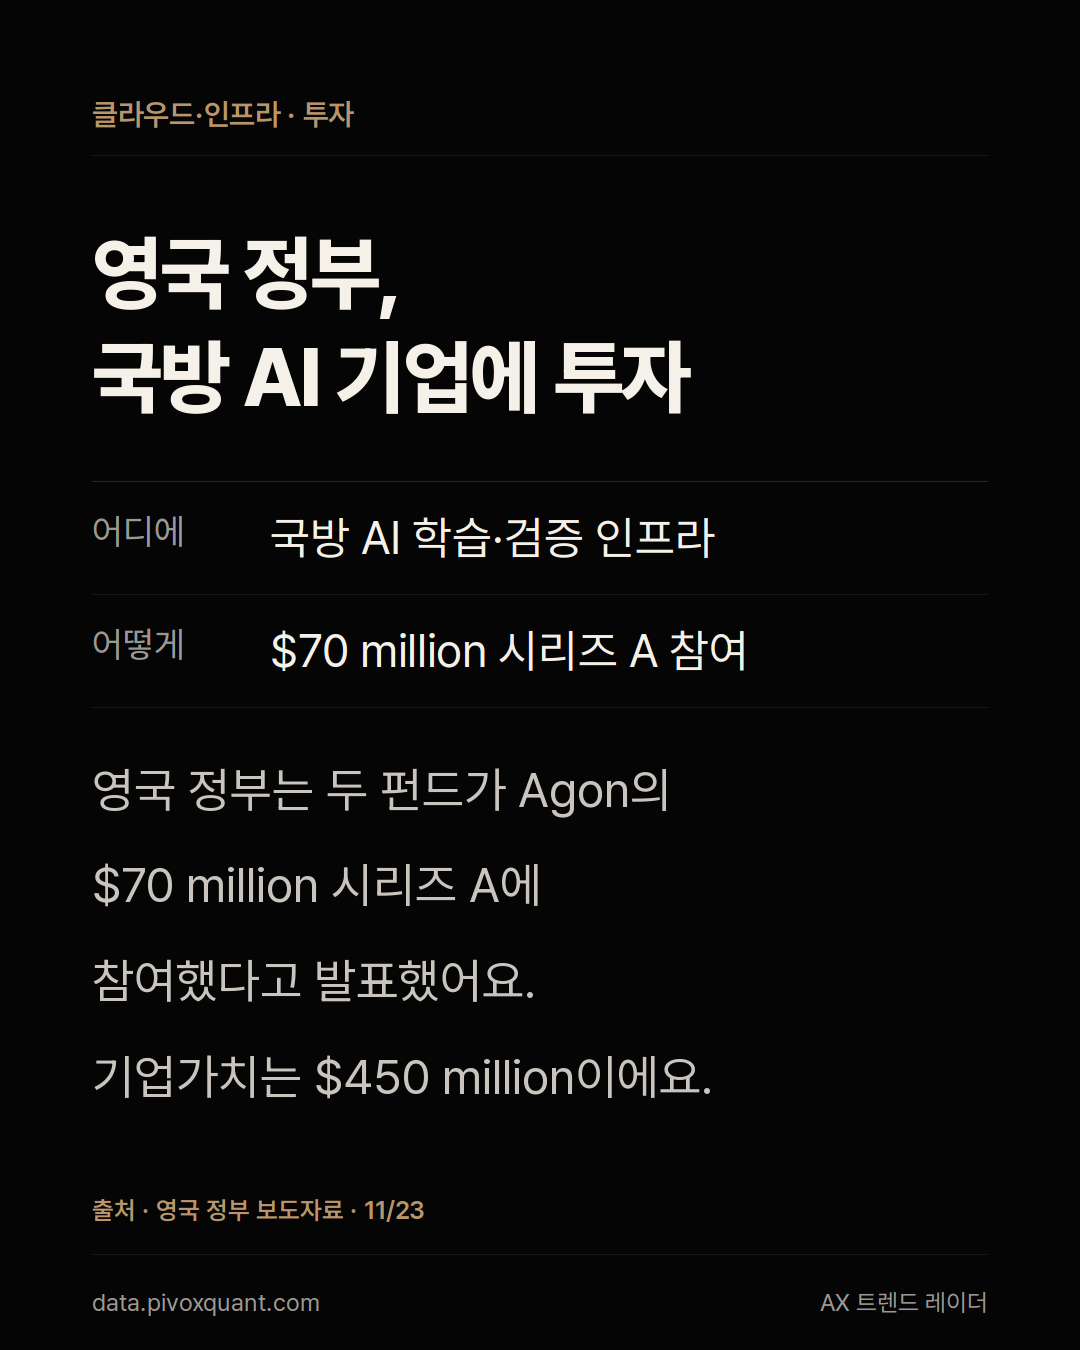 클라우드·인프라 · 투자
영국 정부,
국방 AI 기업에 투자
어디에 국방 AI 학습·검증 인프라
어떻게 $70 million 시리즈 A 참여
영국 정부는 두 펀드가 Agon의
$70 million 시리즈 A에
참여했다고 발표했어요.
기업가치는 $450 million이에요.
출처 · 영국 정부 보도자료 · 11/23
data.pivoxquant.com AX 트렌드 레이더